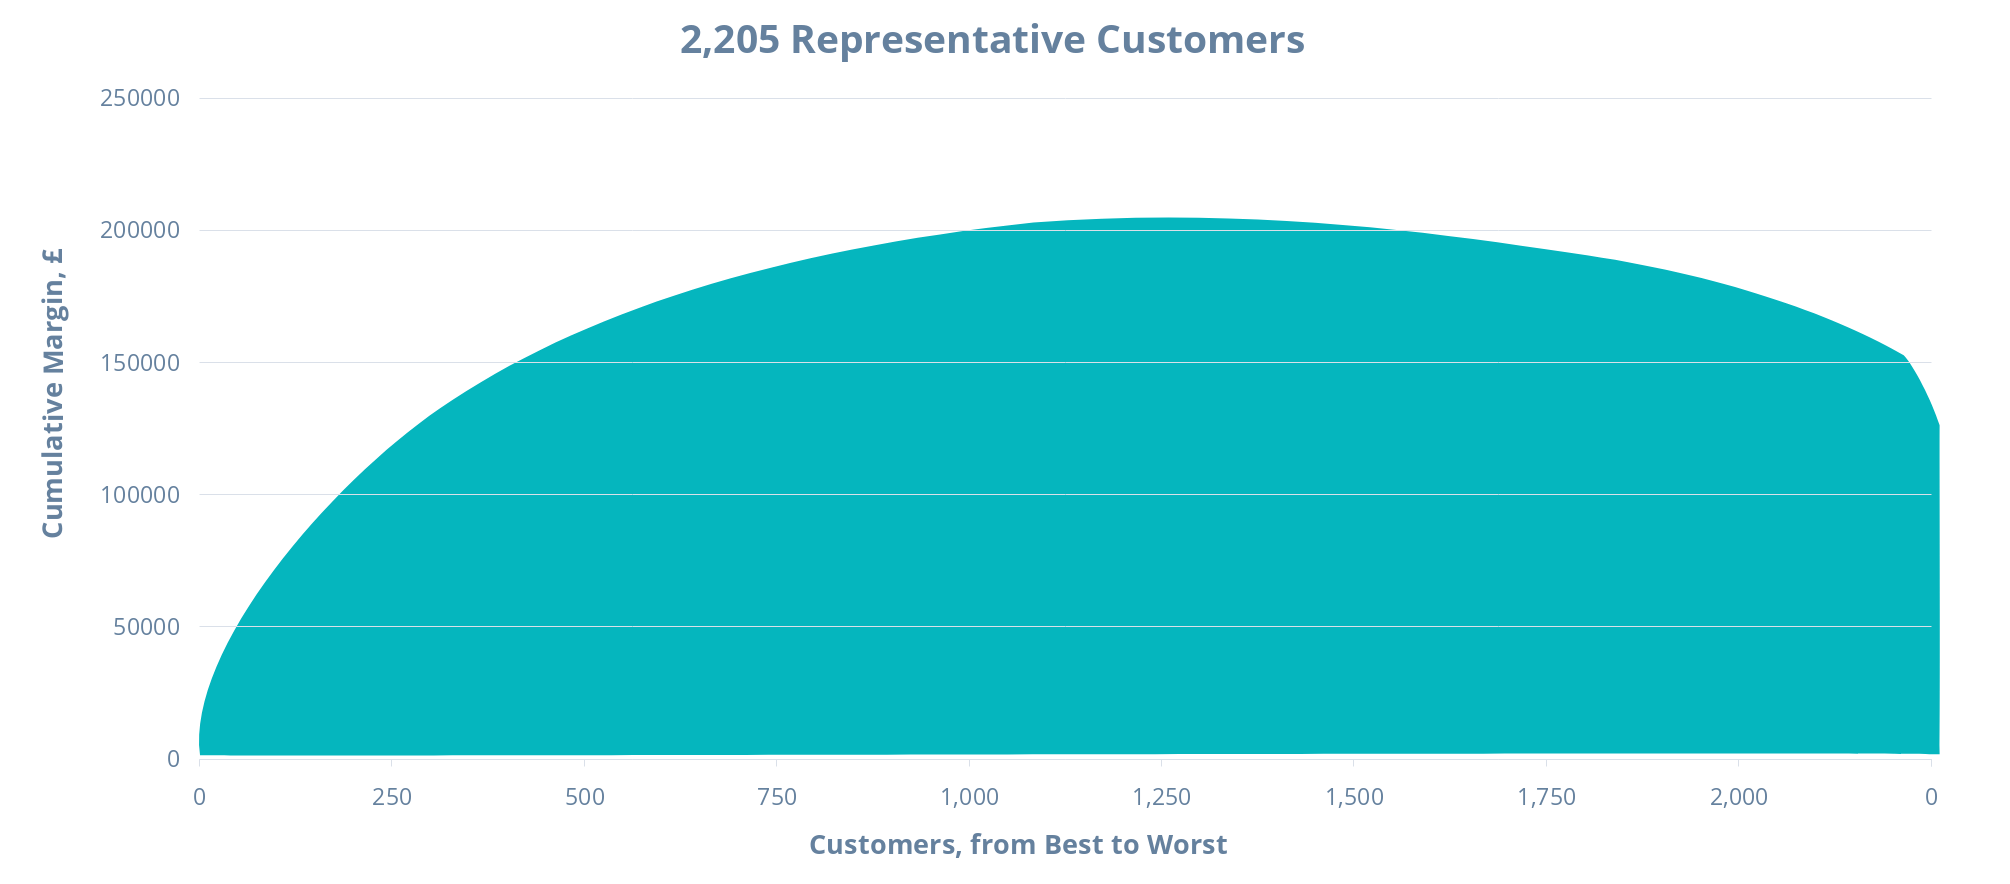 2,205 Representative Customers
250000
200000
150000
100000
50000
0
Cumulative Margin, £
0 250 500 750 1,000 1,250 1,500 1,750 2,000 0
Customers, from Best to Worst